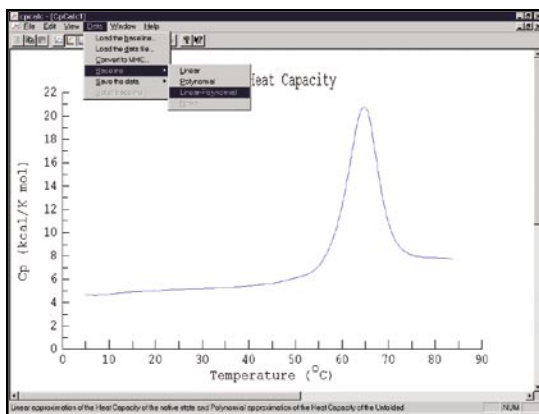 cpcalc - [CpCalc1]
File Edit View Data Window Help
Load the baseline...
Load the data file...
Convert to MHC...
Baseline
Save the data
Linear
Polynomial
Linear-Polynomial
Heat Capacity
22
20
18
16
14
12
10
8
6
4
2
0
Cp (kcal/K mol)
0 10 20 30 40 50 60 70 80 90
Temperature (°C)
Linear approximation of the Heat Capacity of the native state and Polynomial approximation of the Heat Capacity of the Unfolded
NUM